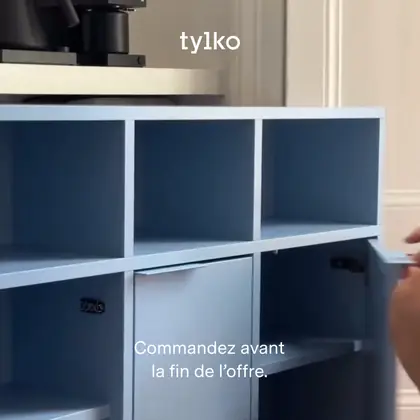 tylko
Commandez avant
la fin de l’offre.